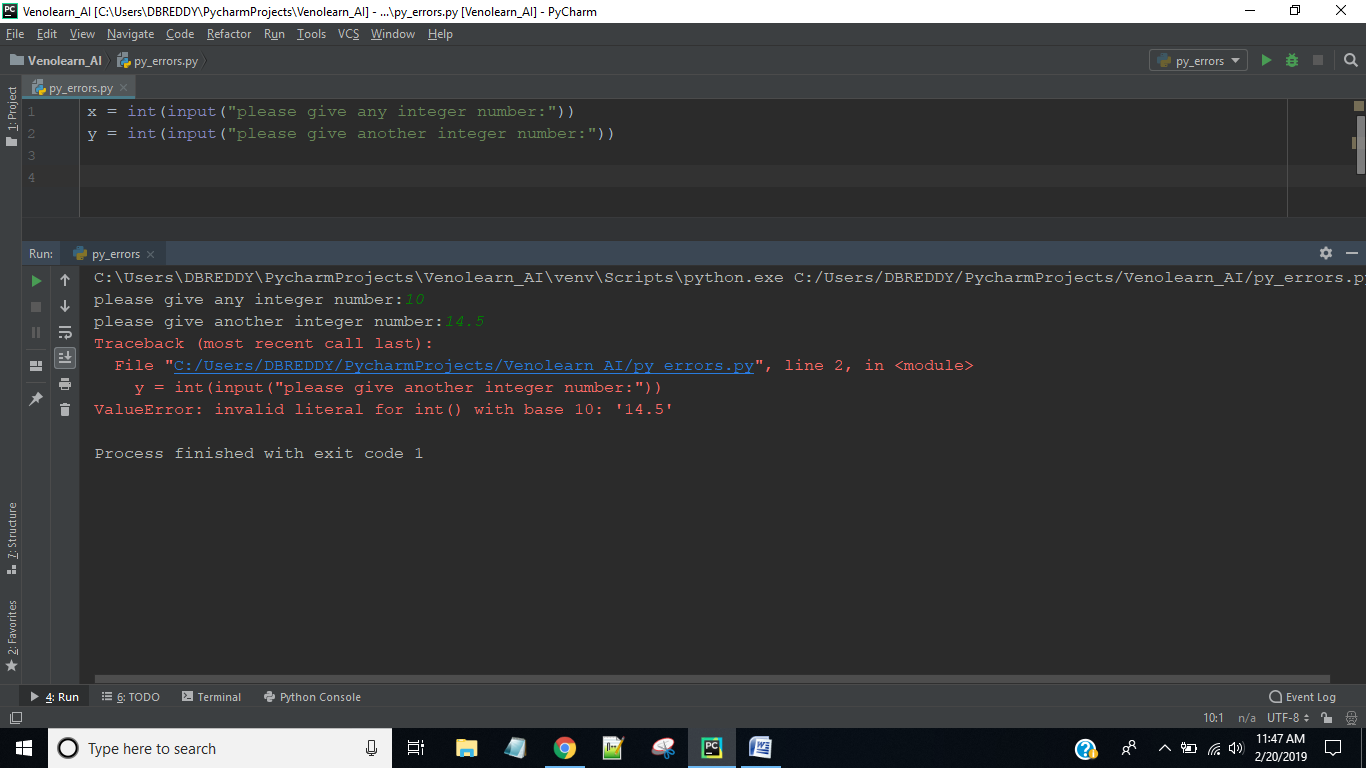 Venolearn_AI [C:\Users\DBREDDY\PycharmProjects\Venolearn_AI] - ...\py_errors.py [Venolearn_AI] - PyCharm
File Edit View Navigate Code Refactor Run Tools VCS Window Help
Venolearn_AI py_errors.py py_errors
py_errors.py
1: Project
1 x = int(input("please give any integer number:"))
2 y = int(input("please give another integer number:"))
3
4
Run: py_errors
C:\Users\DBREDDY\PycharmProjects\Venolearn_AI\venv\Scripts\python.exe C:/Users/DBREDDY/PycharmProjects/Venolearn_AI/py_errors.py
please give any integer number:10
please give another integer number:14.5
Traceback (most recent call last):
File "C:/Users/DBREDDY/PycharmProjects/Venolearn_AI/py_errors.py", line 2, in <module>
y = int(input("please give another integer number:"))
ValueError: invalid literal for int() with base 10: '14.5'
Process finished with exit code 1
7: Structure
2: Favorites
4: Run 6: TODO Terminal Python Console Event Log
10:1 n/a UTF-8
Type here to search
11:47 AM
2/20/2019